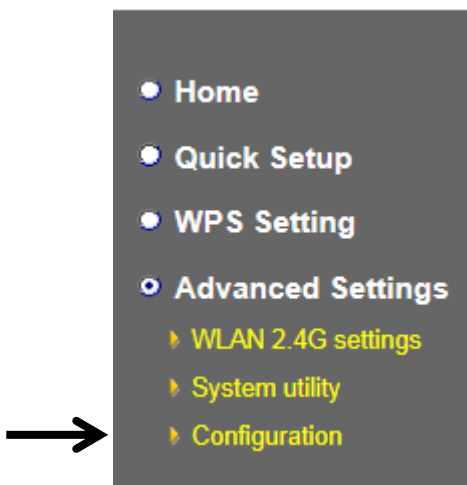 Home
Quick Setup
WPS Setting
Advanced Settings
WLAN 2.4G settings
System utility
Configuration